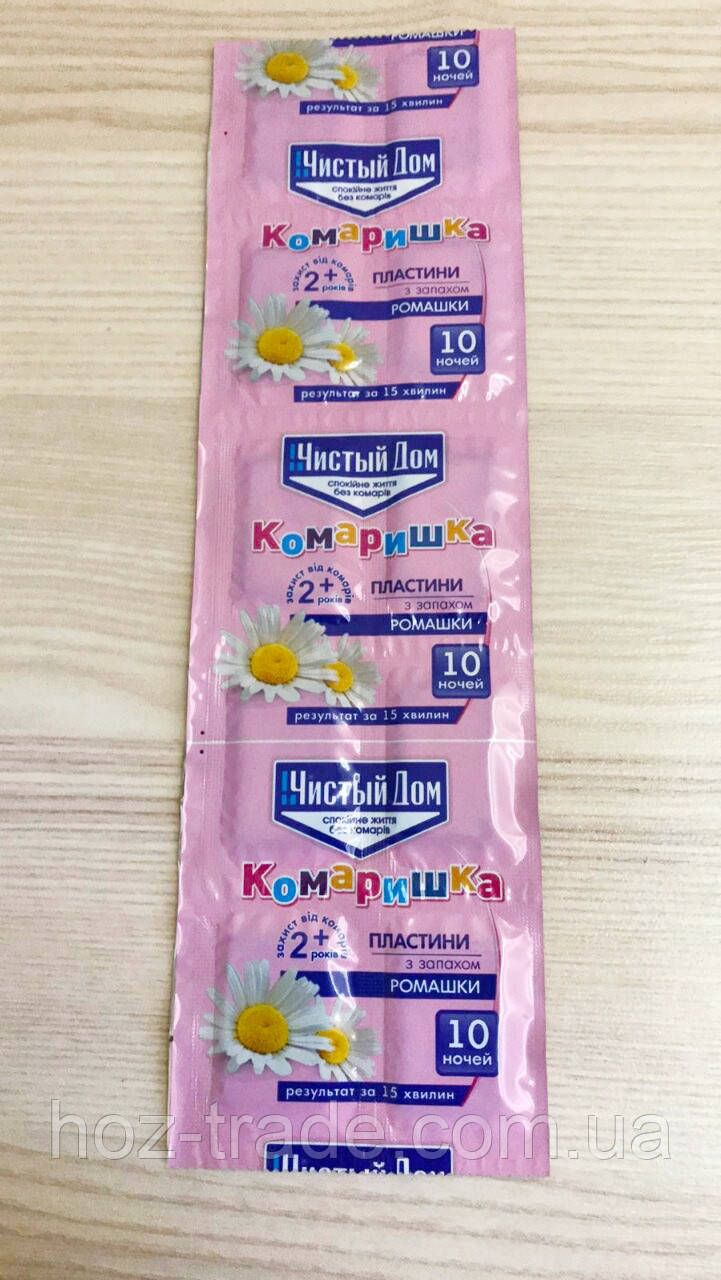 РОМАШКИ
10
ночей
результат за 15 хвилин
Чистый Дом
спокійне життя
без комарів
Комаришка
захист від комарів
2+
років
ПЛАСТИНИ
з запахом
РОМАШКИ
10
ночей
результат за 15 хвилин
Чистый Дом
спокійне життя
без комарів
Комаришка
захист від комарів
2+
років
ПЛАСТИНИ
з запахом
РОМАШКИ
10
ночей
результат за 15 хвилин
Чистый Дом
спокійне життя
без комарів
Комаришка
захист від комарів
2+
років
ПЛАСТИНИ
з запахом
РОМАШКИ
10
ночей
результат за 15 хвилин
hoz-trade.com.ua
Чистый Дом